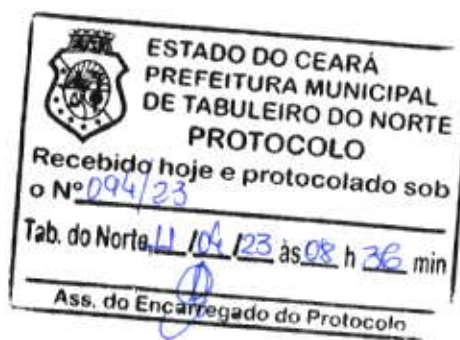 ESTADO DO CEARÁ
PREFEITURA MUNICIPAL
DE TABULEIRO DO NORTE
PROTOCOLO
Recebido hoje e protocolado sob
o Nº 094/23
Tab. do Norte, 11 / 04 / 23 às 08 h 36 min
Ass. do Encarregado do Protocolo